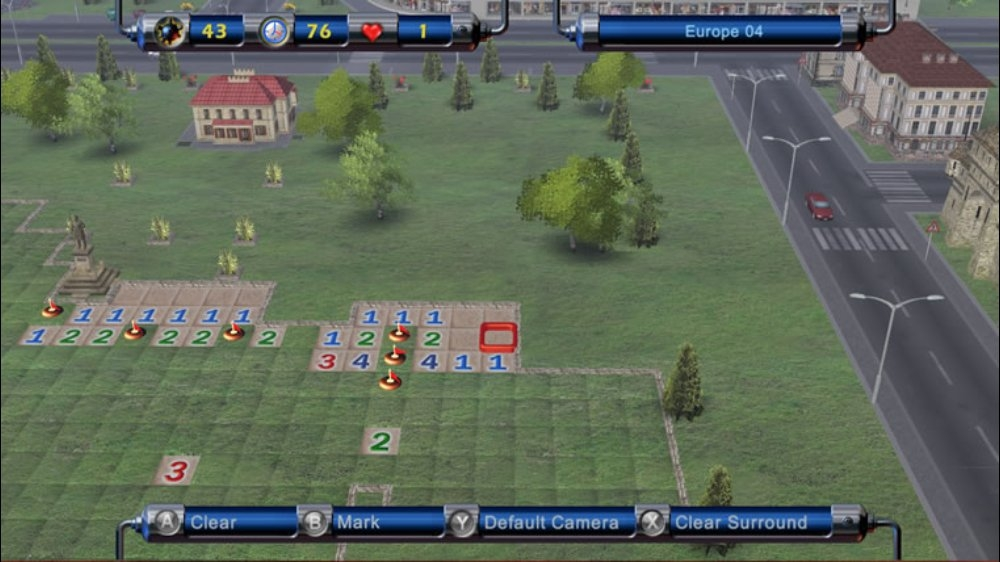 43 76 1 Europe 04
1 1 1 1 1 1 1 1 1
1 2 2 2 2 2 1 2 2
3 4 4 1 1
2
3
A Clear B Mark Y Default Camera X Clear Surround